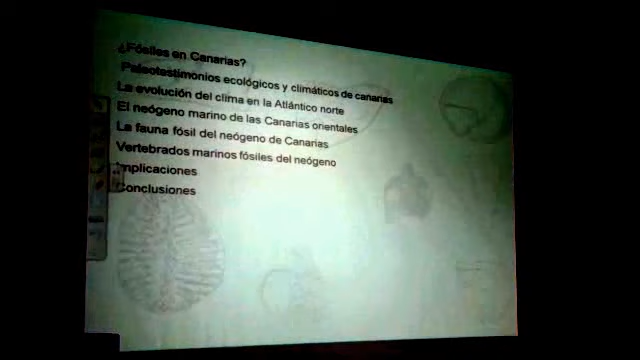 ¿Fósiles en Canarias?
Paleotestimonios ecológicos y climáticos de canarias
La evolución del clima en la Atlántico norte
El neógeno marino de las Canarias orientales
La fauna fósil del neógeno de Canarias
Vertebrados marinos fósiles del neógeno
Implicaciones
Conclusiones